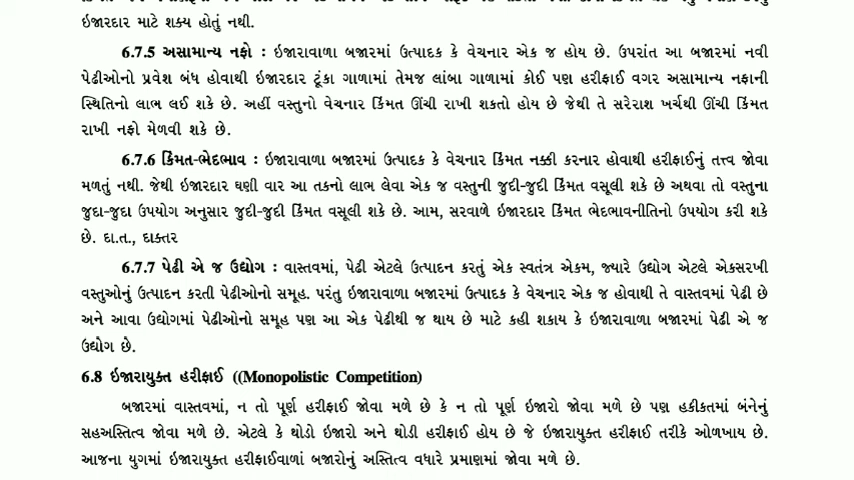 ઇજારદાર માટે શક્ય હોતું નથી.
6.7.5 અસામાન્ય નફો : ઇજારાવાળા બજારમાં ઉત્પાદક કે વેચનાર એક જ હોય છે. ઉપરાંત આ બજારમાં નવી
પેઢીઓનો પ્રવેશ બંધ હોવાથી ઇજારદાર ટૂંકા ગાળામાં તેમજ લાંબા ગાળામાં કોઈ પણ હરીફાઈ વગર અસામાન્ય નફાની
સ્થિતિનો લાભ લઈ શકે છે. અહીં વસ્તુનો વેચનાર કિંમત ઊંચી રાખી શકતો હોય છે જેથી તે સરેરાશ ખર્ચથી ઊંચી કિંમત
રાખી નફો મેળવી શકે છે.
6.7.6 કિંમત-ભેદભાવ : ઇજારાવાળા બજારમાં ઉત્પાદક કે વેચનાર કિંમત નક્કી કરનાર હોવાથી હરીફાઈનું તત્ત્વ જોવા
મળતું નથી. જેથી ઇજારદાર ઘણી વાર આ તકનો લાભ લેવા એક જ વસ્તુની જુદી-જુદી કિંમત વસૂલી શકે છે અથવા તો વસ્તુના
જુદા-જુદા ઉપયોગ અનુસાર જુદી-જુદી કિંમત વસૂલી શકે છે. આમ, સરવાળે ઇજારદાર કિંમત ભેદભાવનીતિનો ઉપયોગ કરી શકે
છે. દા.ત., દાક્તર
6.7.7 પેઢી એ જ ઉદ્યોગ : વાસ્તવમાં, પેઢી એટલે ઉત્પાદન કરતું એક સ્વતંત્ર એકમ, જ્યારે ઉદ્યોગ એટલે એકસરખી
વસ્તુઓનું ઉત્પાદન કરતી પેઢીઓનો સમૂહ. પરંતુ ઇજારાવાળા બજારમાં ઉત્પાદક કે વેચનાર એક જ હોવાથી તે વાસ્તવમાં પેઢી છે
અને આવા ઉદ્યોગમાં પેઢીઓનો સમૂહ પણ આ એક પેઢીથી જ થાય છે માટે કહી શકાય કે ઇજારાવાળા બજારમાં પેઢી એ જ
ઉદ્યોગ છે.
6.8 ઇજારાયુક્ત હરીફાઈ ((Monopolistic Competition)
બજારમાં વાસ્તવમાં, ન તો પૂર્ણ હરીફાઈ જોવા મળે છે કે ન તો પૂર્ણ ઇજારો જોવા મળે છે પણ હકીકતમાં બંનેનું
સહઅસ્તિત્વ જોવા મળે છે. એટલે કે થોડો ઇજારો અને થોડી હરીફાઈ હોય છે જે ઇજારાયુક્ત હરીફાઈ તરીકે ઓળખાય છે.
આજના યુગમાં ઇજારાયુક્ત હરીફાઈવાળાં બજારોનું અસ્તિત્વ વધારે પ્રમાણમાં જોવા મળે છે.